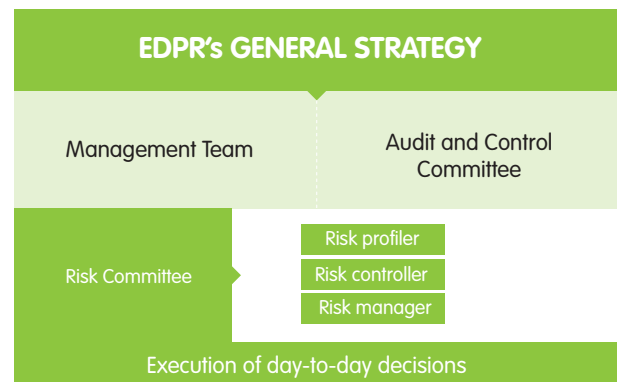 EDPR's GENERAL STRATEGY
Management Team
Audit and Control
Committee
Risk Committee
Risk profiler
Risk controller
Risk manager
Execution of day-to-day decisions